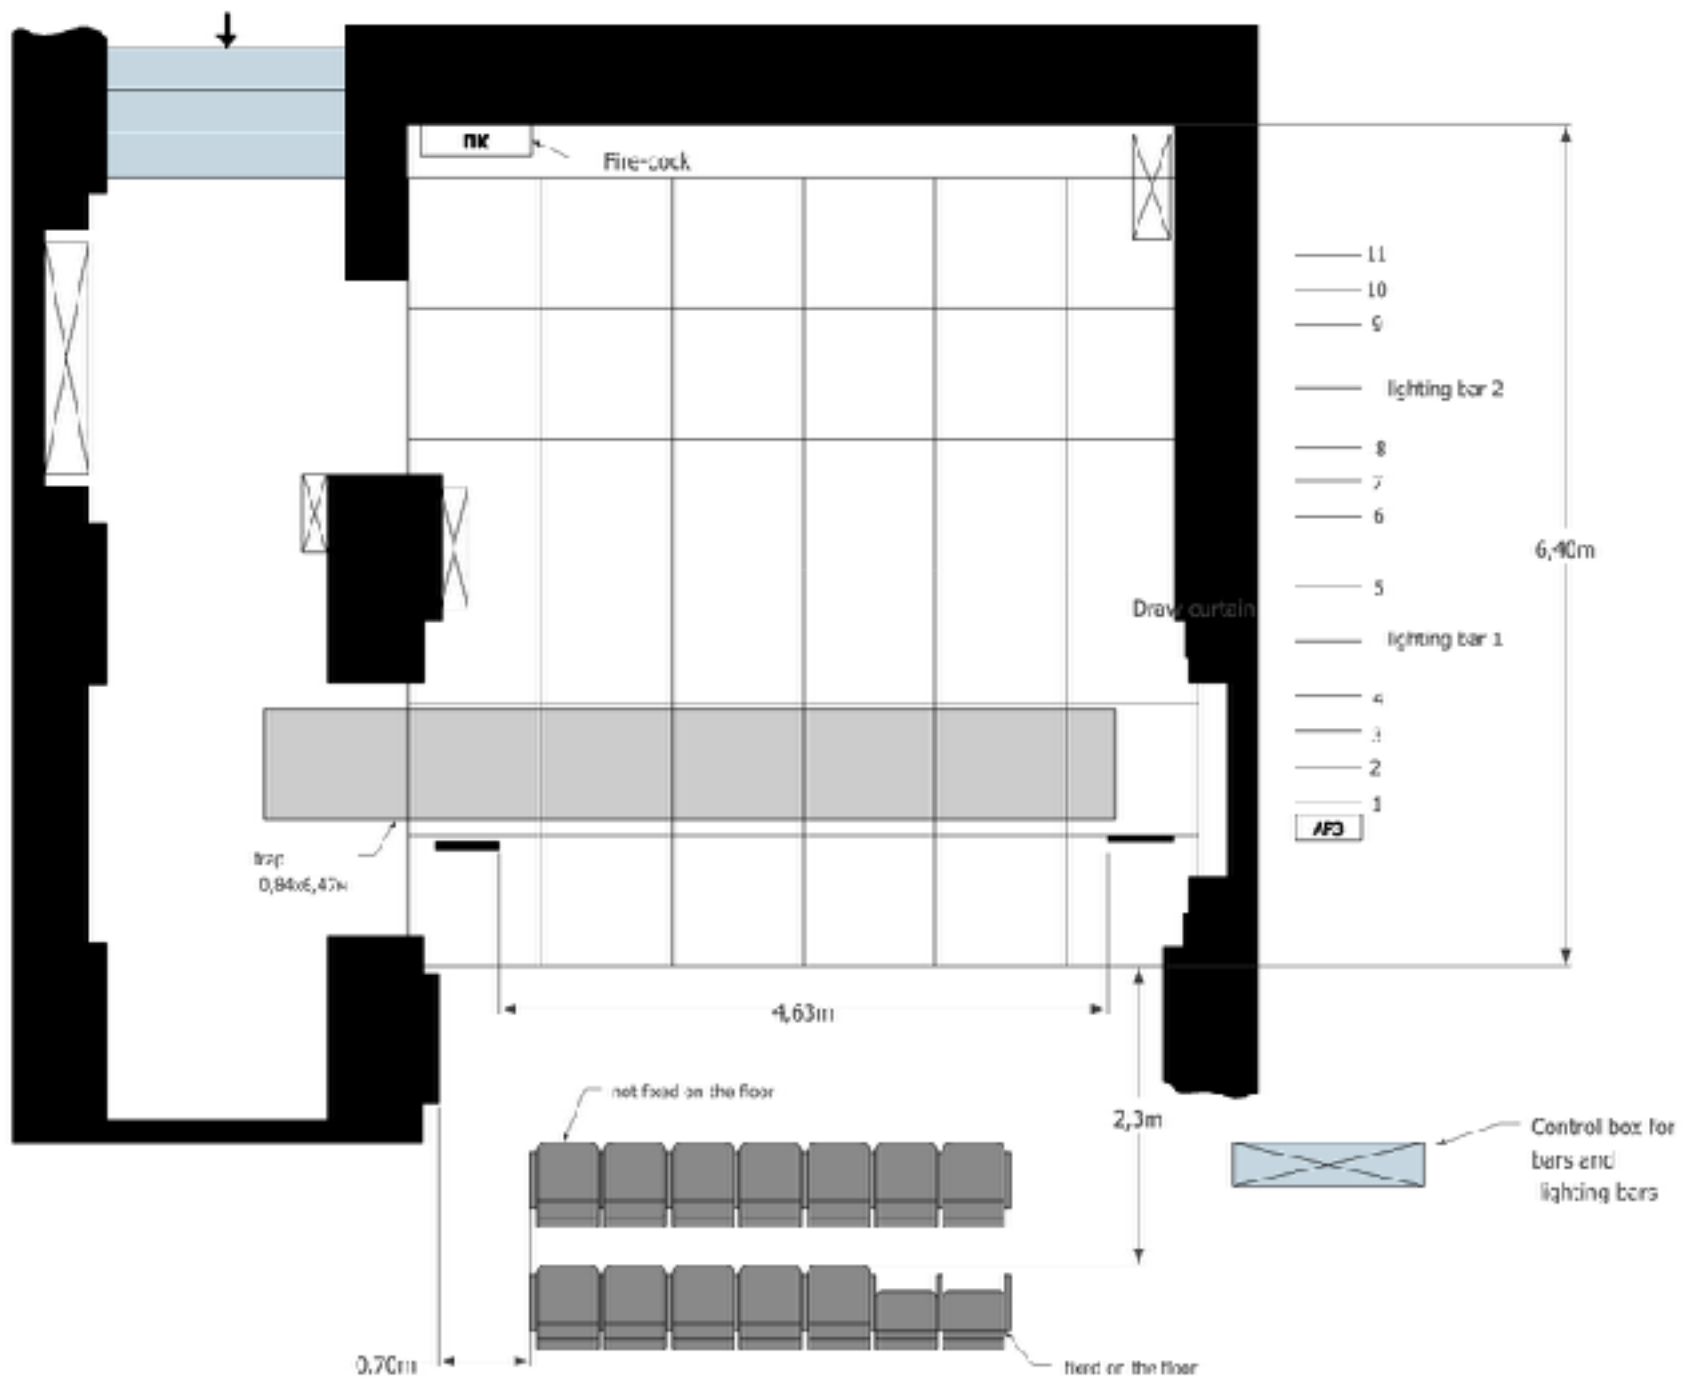 ПК
Fire-cock
11
10
9
lighting bar 2
8
7
6
6,40m
5
Draw curtain
lighting bar 1
4
3
2
1
АРЗ
trap
0,84x6,47м
4,63m
not fixed on the floor
2,3m
Control box for
bars and
lighting bars
0.70m
fixed on the floor